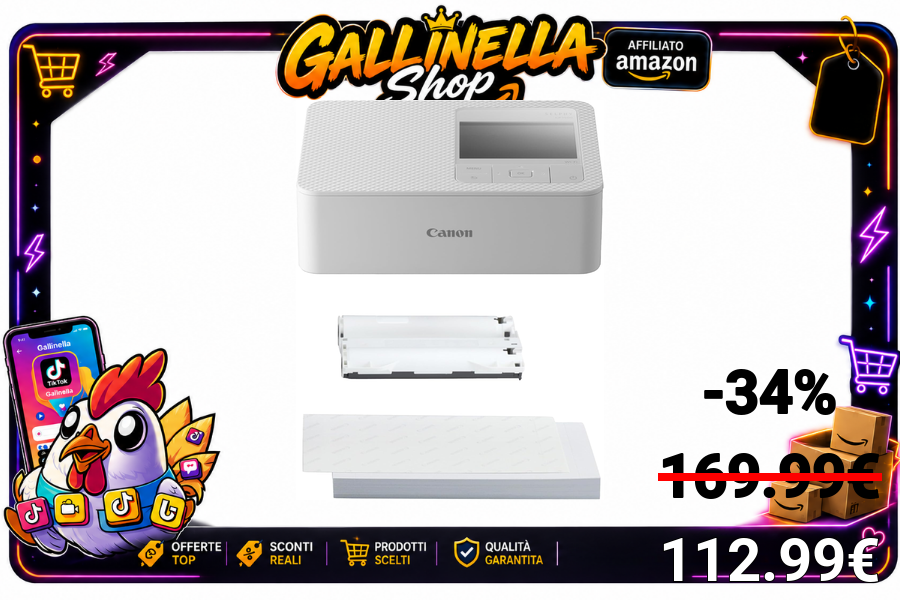 GALLINELLA
Shop
AFFILIATO
amazon
Canon
Gallinella
TikTok
Gallinella
-34%
169.99€
112.99€
OFFERTE
TOP
SCONTI
REALI
PRODOTTI
SCELTI
QUALITÀ
GARANTITA